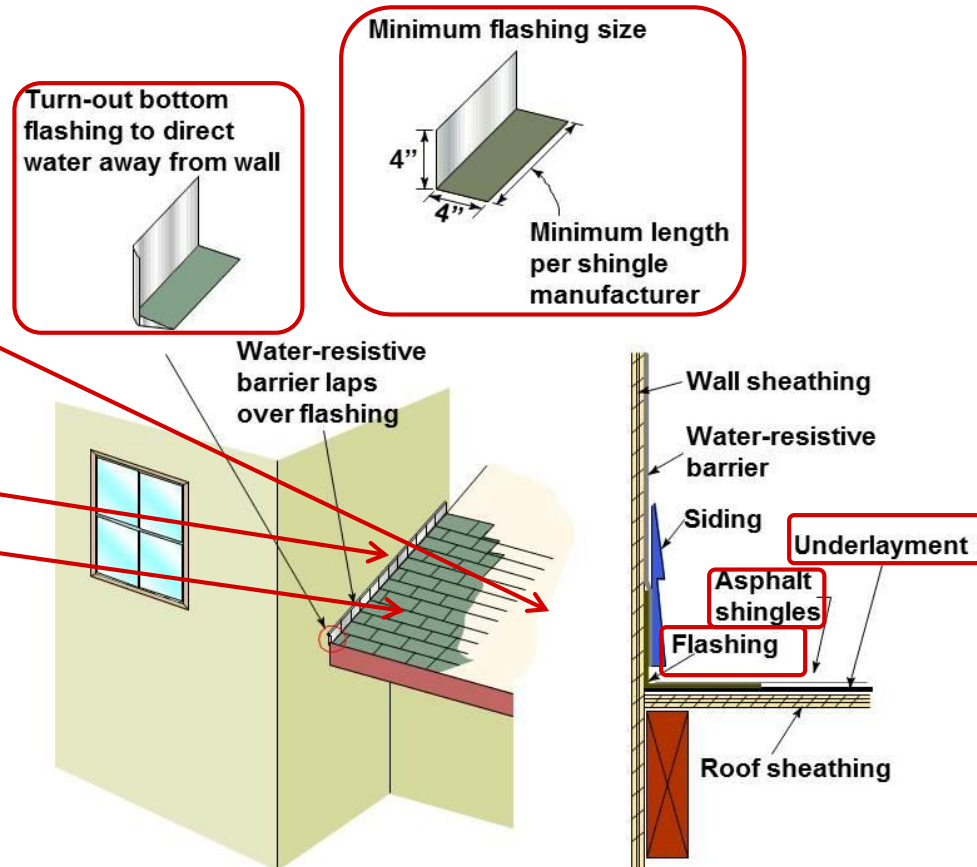 Minimum flashing size
4”
4”
Minimum length
per shingle
manufacturer
Turn-out bottom
flashing to direct
water away from wall
Water-resistive
barrier laps
over flashing
Wall sheathing
Water-resistive
barrier
Siding
Underlayment
Asphalt
shingles
Flashing
Roof sheathing